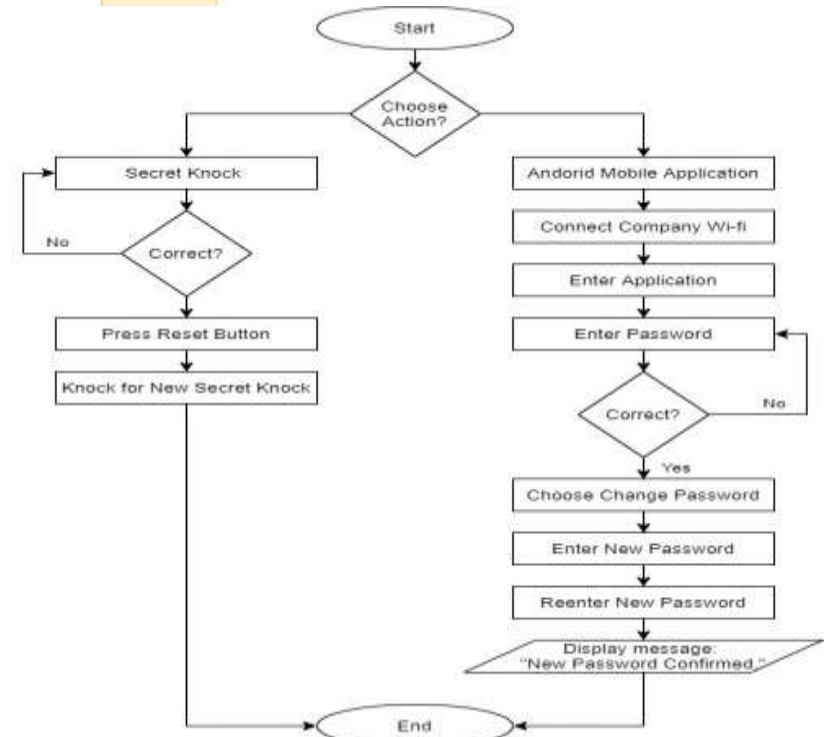 Start
Choose
Action?
Secret Knock
Andorid Mobile Application
Connect Company Wi-fi
No
Correct?
Enter Application
Press Reset Button
Enter Password
Knock for New Secret Knock
Correct?
No
Yes
Choose Change Password
Enter New Password
Reenter New Password
Display message:
"New Password Confirmed."
End